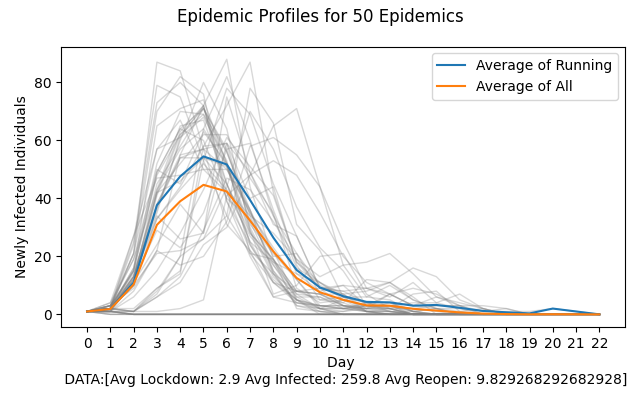 Epidemic Profiles for 50 Epidemics
Newly Infected Individuals
80
60
40
20
0
Average of Running
Average of All
0 1 2 3 4 5 6 7 8 9 10 11 12 13 14 15 16 17 18 19 20 21 22
Day
DATA:[Avg Lockdown: 2.9 Avg Infected: 259.8 Avg Reopen: 9.829268292682928]